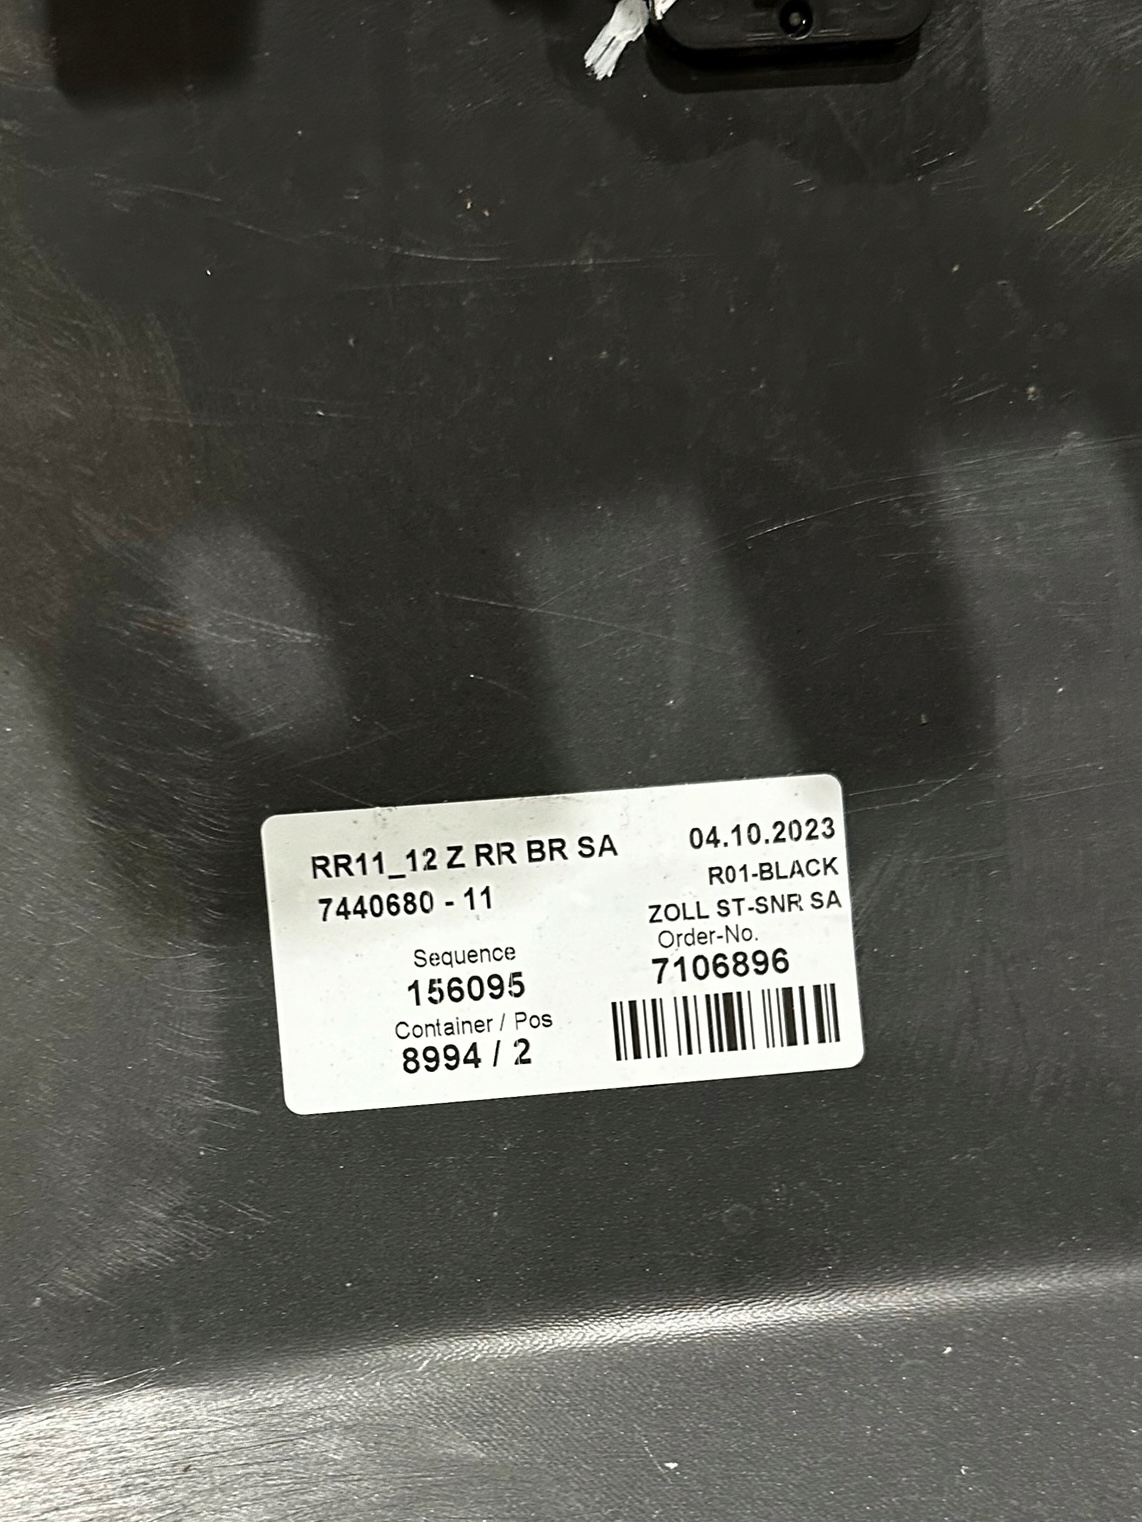 RR11_12 Z RR BR SA
7440680 - 11
04.10.2023
R01-BLACK
ZOLL ST-SNR SA
Order-No.
7106896
Sequence
156095
Container / Pos
8994 / 2